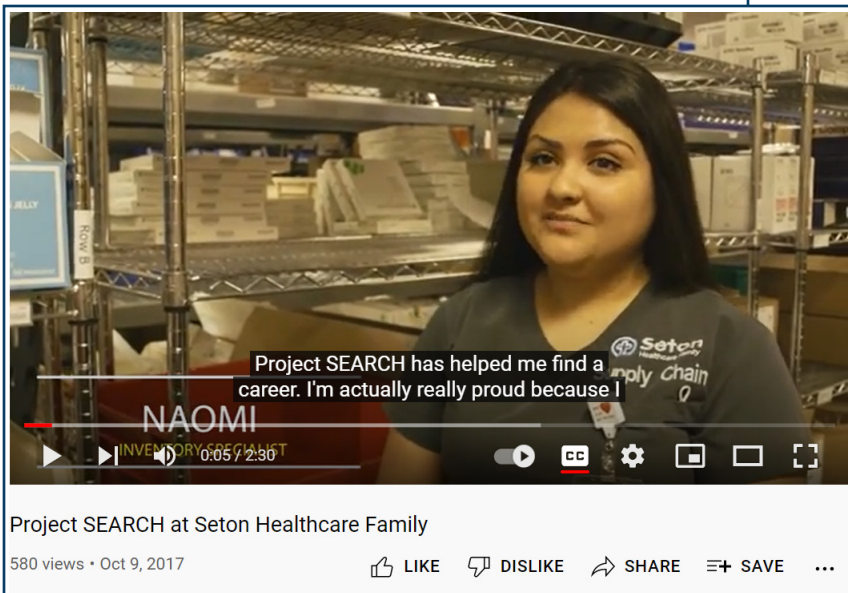 JELLY
Row B
Seton
Healthcare Family
Supply Chain
Project SEARCH has helped me find a
career. I'm actually really proud because I
NAOMI
INVENTORY SPECIALIST
0:05 / 2:30
CC
Project SEARCH at Seton Healthcare Family
580 views • Oct 9, 2017
LIKE
DISLIKE
SHARE
SAVE